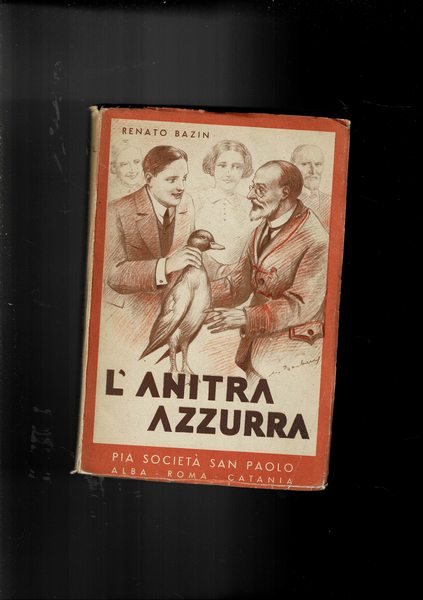 RENATO BAZIN
L'ANITRA
AZZURRA
PIA SOCIETÀ SAN PAOLO
ALBA - ROMA - CATANIA